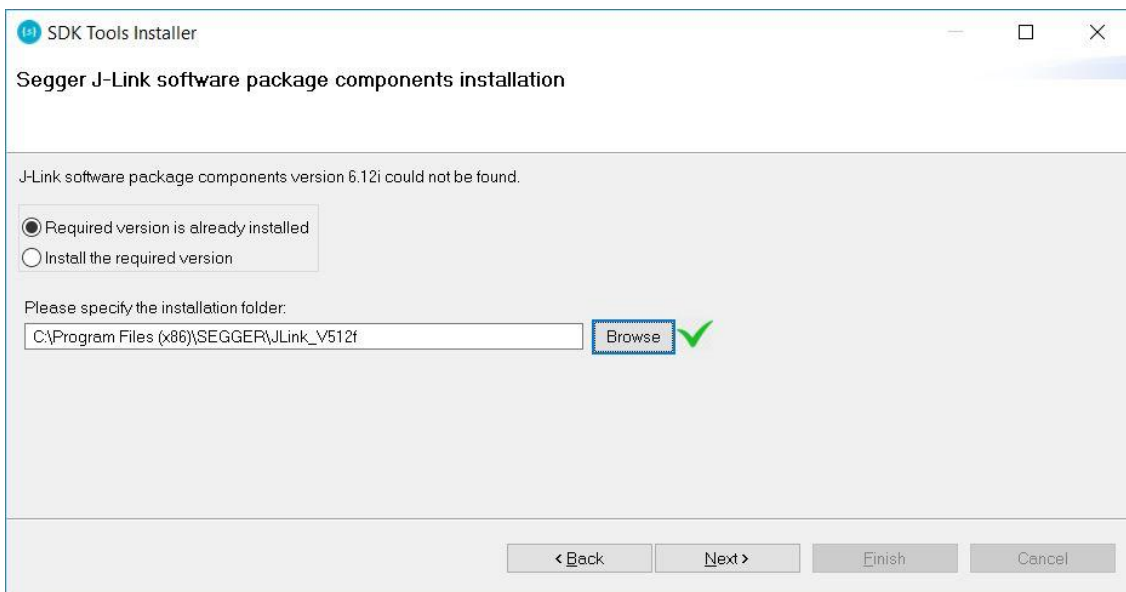 SDK Tools Installer
Segger J-Link software package components installation
J-Link software package components version 6.12i could not be found.
Required version is already installed
Install the required version
Please specify the installation folder:
C:\Program Files (x86)\SEGGER\JLink_V512f
Browse
< Back Next > Finish Cancel